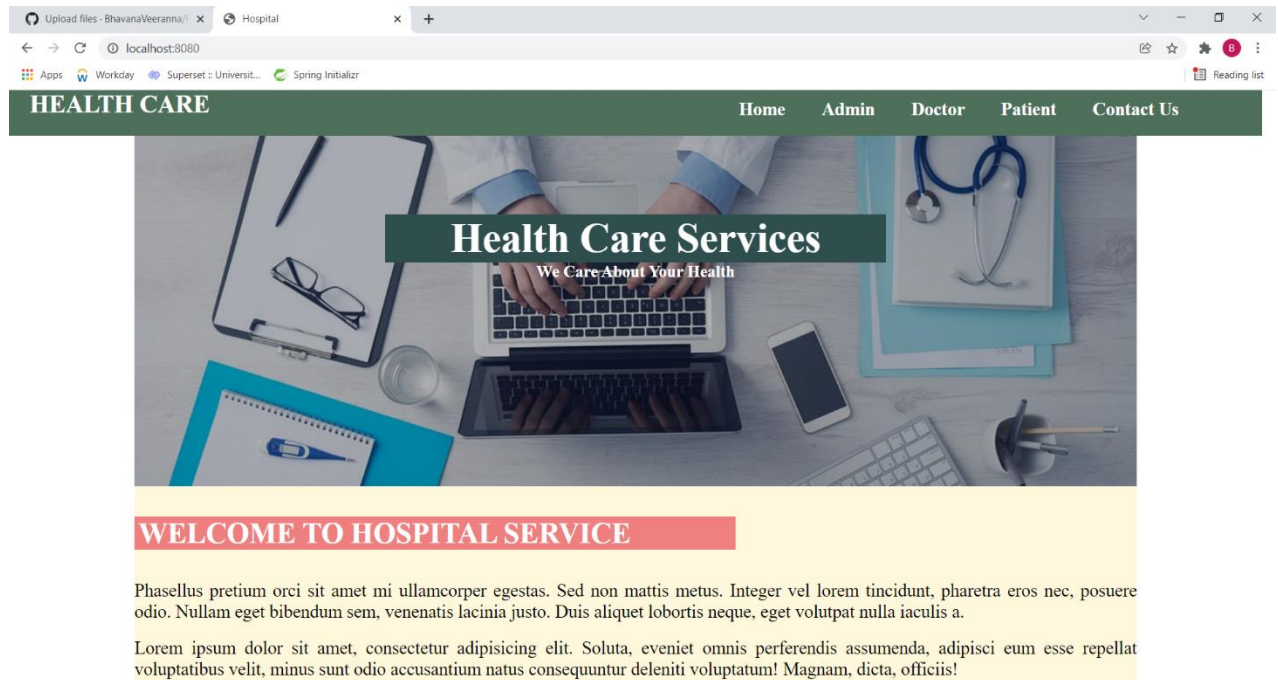 Upload files · BhavanaVeeranna/H
Hospital
localhost:8080
B
Apps Workday Superset :: Universit... Spring Initializr Reading list
HEALTH CARE
Home Admin Doctor Patient Contact Us
Health Care Services
We Care About Your Health
WELCOME TO HOSPITAL SERVICE
Phasellus pretium orci sit amet mi ullamcorper egestas. Sed non mattis metus. Integer vel lorem tincidunt, pharetra eros nec, posuere
odio. Nullam eget bibendum sem, venenatis lacinia justo. Duis aliquet lobortis neque, eget volutpat nulla iaculis a.
Lorem ipsum dolor sit amet, consectetur adipisicing elit. Soluta, eveniet omnis perferendis assumenda, adipisci eum esse repellat
voluptatibus velit, minus sunt odio accusantium natus consequuntur deleniti voluptatum! Magnam, dicta, officiis!